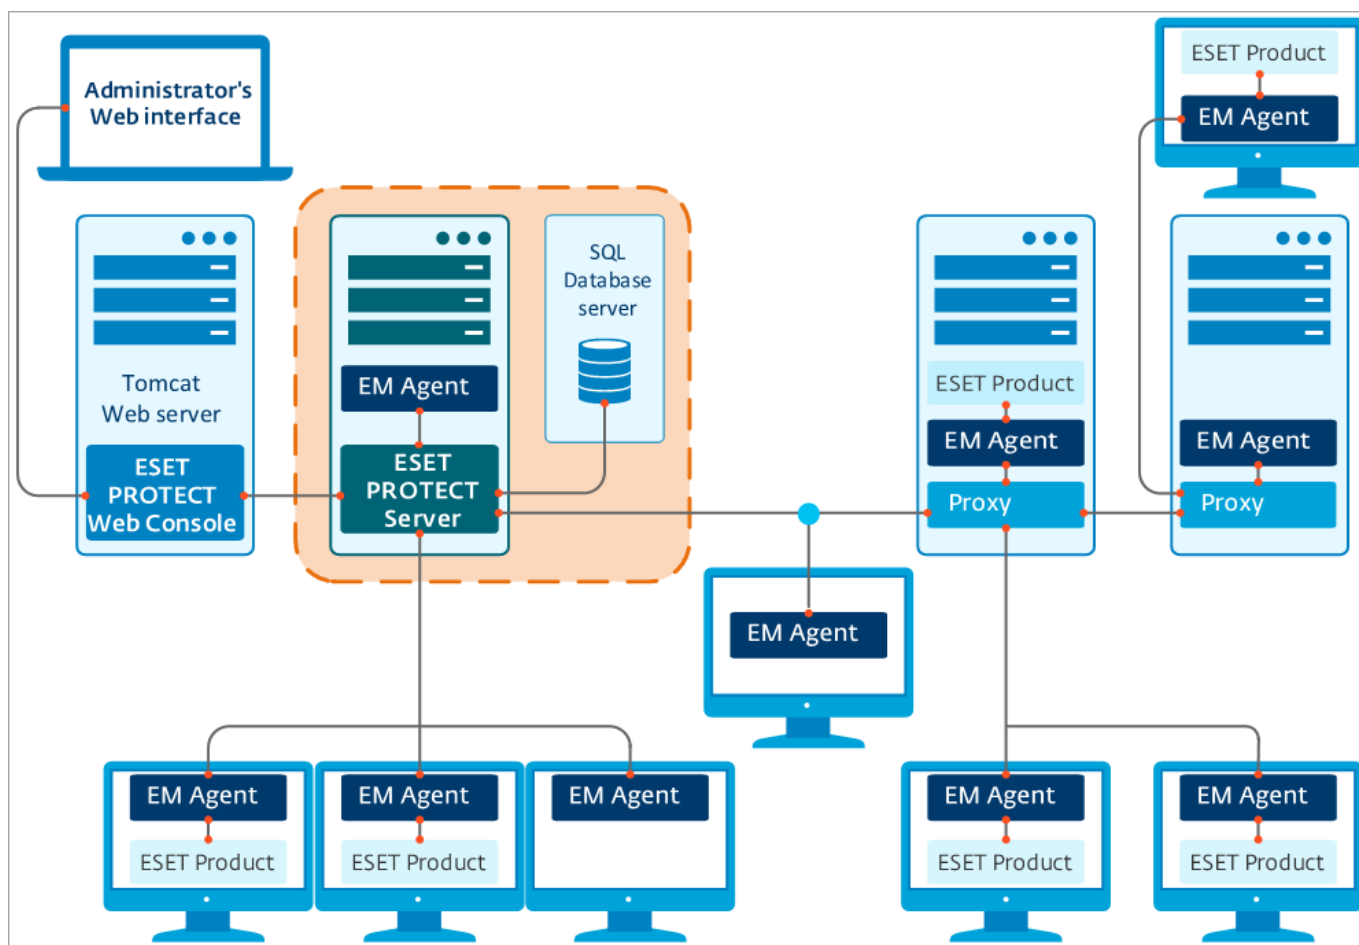 Administrator's
Web interface
ESET Product
EM Agent
Tomcat
Web server
ESET
PROTECT
Web Console
EM Agent
ESET
PROTECT
Server
SQL
Database
server
ESET Product
EM Agent
Proxy
EM Agent
Proxy
EM Agent
EM Agent
ESET Product
EM Agent
ESET Product
EM Agent
EM Agent
ESET Product
EM Agent
ESET Product